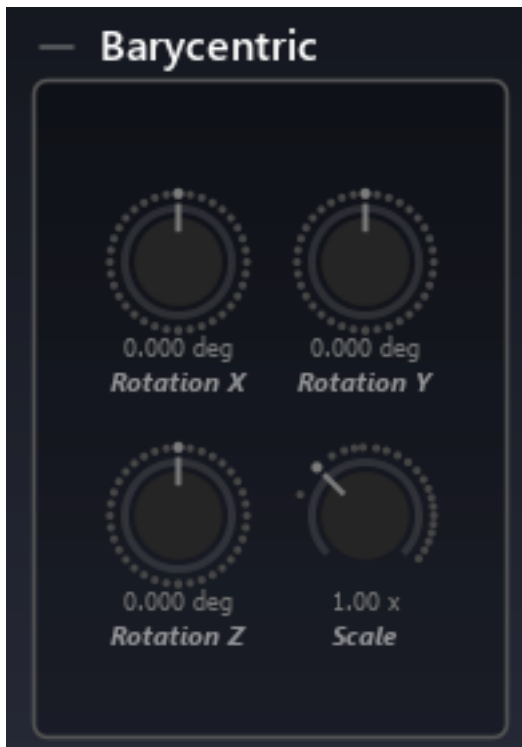 Barycentric
0.000 deg
0.000 deg
Rotation X
Rotation Y
0.000 deg
1.00 x
Rotation Z
Scale